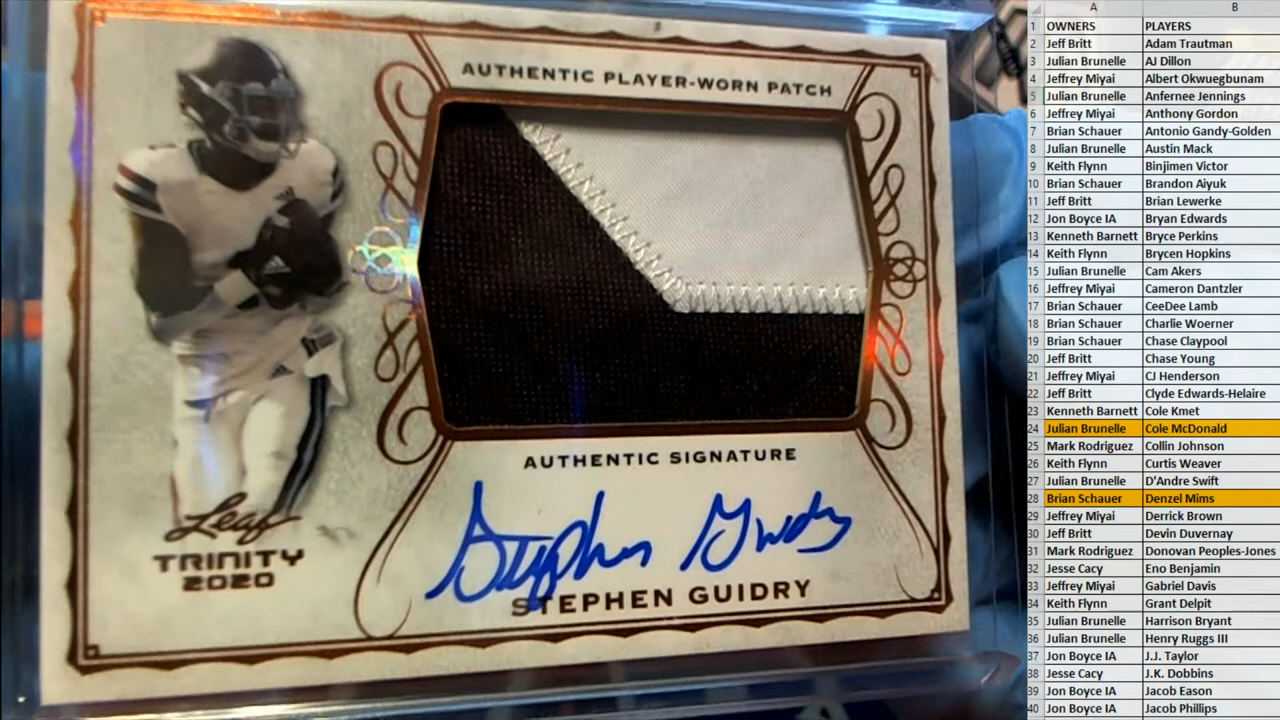 AUTHENTIC PLAYER-WORN PATCH
AUTHENTIC SIGNATURE
Stephen Guidry
STEPHEN GUIDRY
Leaf
TRINITY
2020
A B
1 OWNERS PLAYERS
2 Jeff Britt Adam Trautman
3 Julian Brunelle AJ Dillon
4 Jeffrey Miyai Albert Okwuegbunam
5 Julian Brunelle Anfernee Jennings
6 Jeffrey Miyai Anthony Gordon
7 Brian Schauer Antonio Gandy-Golden
8 Julian Brunelle Austin Mack
9 Keith Flynn Binjimen Victor
10 Brian Schauer Brandon Aiyuk
11 Jeff Britt Brian Lewerke
12 Jon Boyce IA Bryan Edwards
13 Kenneth Barnett Bryce Perkins
14 Keith Flynn Brycen Hopkins
15 Julian Brunelle Cam Akers
16 Jeffrey Miyai Cameron Dantzler
17 Brian Schauer CeeDee Lamb
18 Brian Schauer Charlie Woerner
19 Brian Schauer Chase Claypool
20 Jeff Britt Chase Young
21 Jeffrey Miyai CJ Henderson
22 Jeff Britt Clyde Edwards-Helaire
23 Kenneth Barnett Cole Kmet
24 Julian Brunelle Cole McDonald
25 Mark Rodriguez Collin Johnson
26 Keith Flynn Curtis Weaver
27 Julian Brunelle D'Andre Swift
28 Brian Schauer Denzel Mims
29 Jeffrey Miyai Derrick Brown
30 Jeff Britt Devin Duvernay
31 Mark Rodriguez Donovan Peoples-Jones
32 Jesse Cacy Eno Benjamin
33 Jeffrey Miyai Gabriel Davis
34 Keith Flynn Grant Delpit
35 Julian Brunelle Harrison Bryant
36 Julian Brunelle Henry Ruggs III
37 Jon Boyce IA J.J. Taylor
38 Jesse Cacy J.K. Dobbins
39 Jon Boyce IA Jacob Eason
40 Jon Boyce IA Jacob Phillips